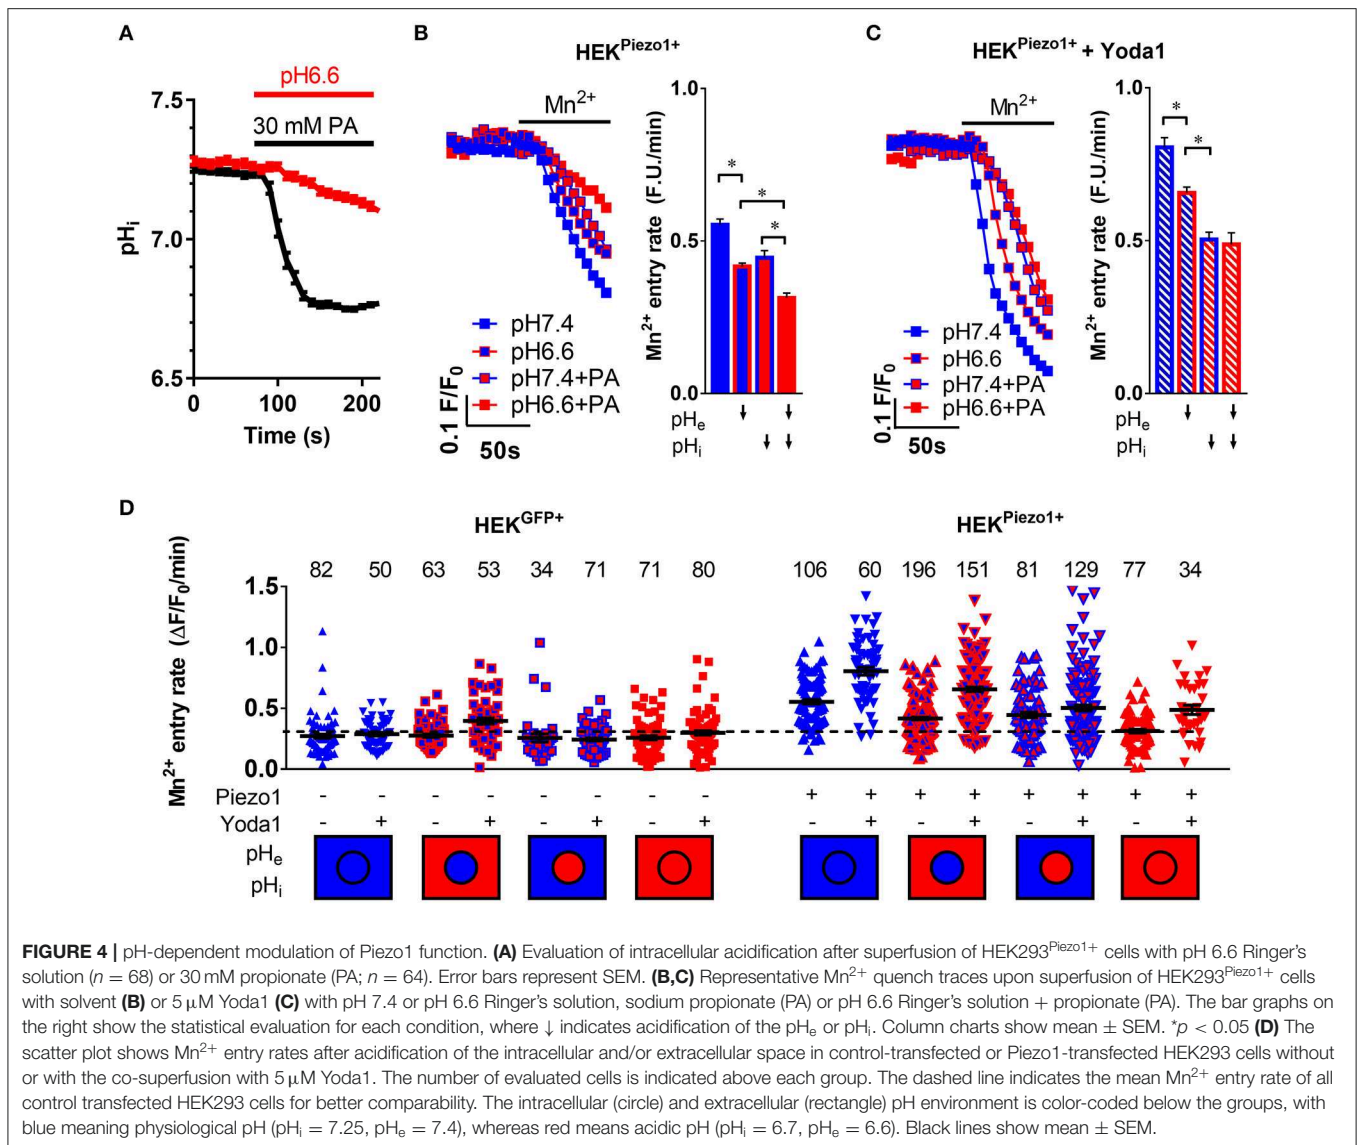 A
pH6.6
30 mM PA
7.5
7.0
6.5
pHi
0 100 200
Time (s)
B
HEK^Piezo1+
Mn2+
pH7.4
pH6.6
pH7.4+PA
pH6.6+PA
0.1 F/F0
50s
Mn2+ entry rate (F.U./min)
1.0
0.5
0.0
* * *
pHe ↓ ↓
pHi ↓ ↓
C
HEK^Piezo1+ + Yoda1
Mn2+
pH7.4
pH6.6
pH7.4+PA
pH6.6+PA
0.1 F/F0
50s
Mn2+ entry rate (F.U./min)
1.0
0.5
0.0
* *
pHe ↓ ↓
pHi ↓ ↓
D
HEK^GFP+ HEK^Piezo1+
Mn2+ entry rate (ΔF/F0/min)
82 50 63 53 34 71 71 80 106 60 196 151 81 129 77 34
1.5
1.0
0.5
0.0
Piezo1 - - - - - - - - + + + + + + + +
Yoda1 - + - + - + - + - + - + - + - +
pHe
pHi
FIGURE 4 | pH-dependent modulation of Piezo1 function. (A) Evaluation of intracellular acidification after superfusion of HEK293^Piezo1+ cells with pH 6.6 Ringer's
solution (n = 68) or 30 mM propionate (PA; n = 64). Error bars represent SEM. (B,C) Representative Mn2+ quench traces upon superfusion of HEK293^Piezo1+ cells
with solvent (B) or 5 μM Yoda1 (C) with pH 7.4 or pH 6.6 Ringer's solution, sodium propionate (PA) or pH 6.6 Ringer's solution + propionate (PA). The bar graphs on
the right show the statistical evaluation for each condition, where ↓ indicates acidification of the pHe or pHi. Column charts show mean ± SEM. *p < 0.05 (D) The
scatter plot shows Mn2+ entry rates after acidification of the intracellular and/or extracellular space in control-transfected or Piezo1-transfected HEK293 cells without
or with the co-superfusion with 5 μM Yoda1. The number of evaluated cells is indicated above each group. The dashed line indicates the mean Mn2+ entry rate of all
control transfected HEK293 cells for better comparability. The intracellular (circle) and extracellular (rectangle) pH environment is color-coded below the groups, with
blue meaning physiological pH (pHi = 7.25, pHe = 7.4), whereas red means acidic pH (pHi = 6.7, pHe = 6.6). Black lines show mean ± SEM.